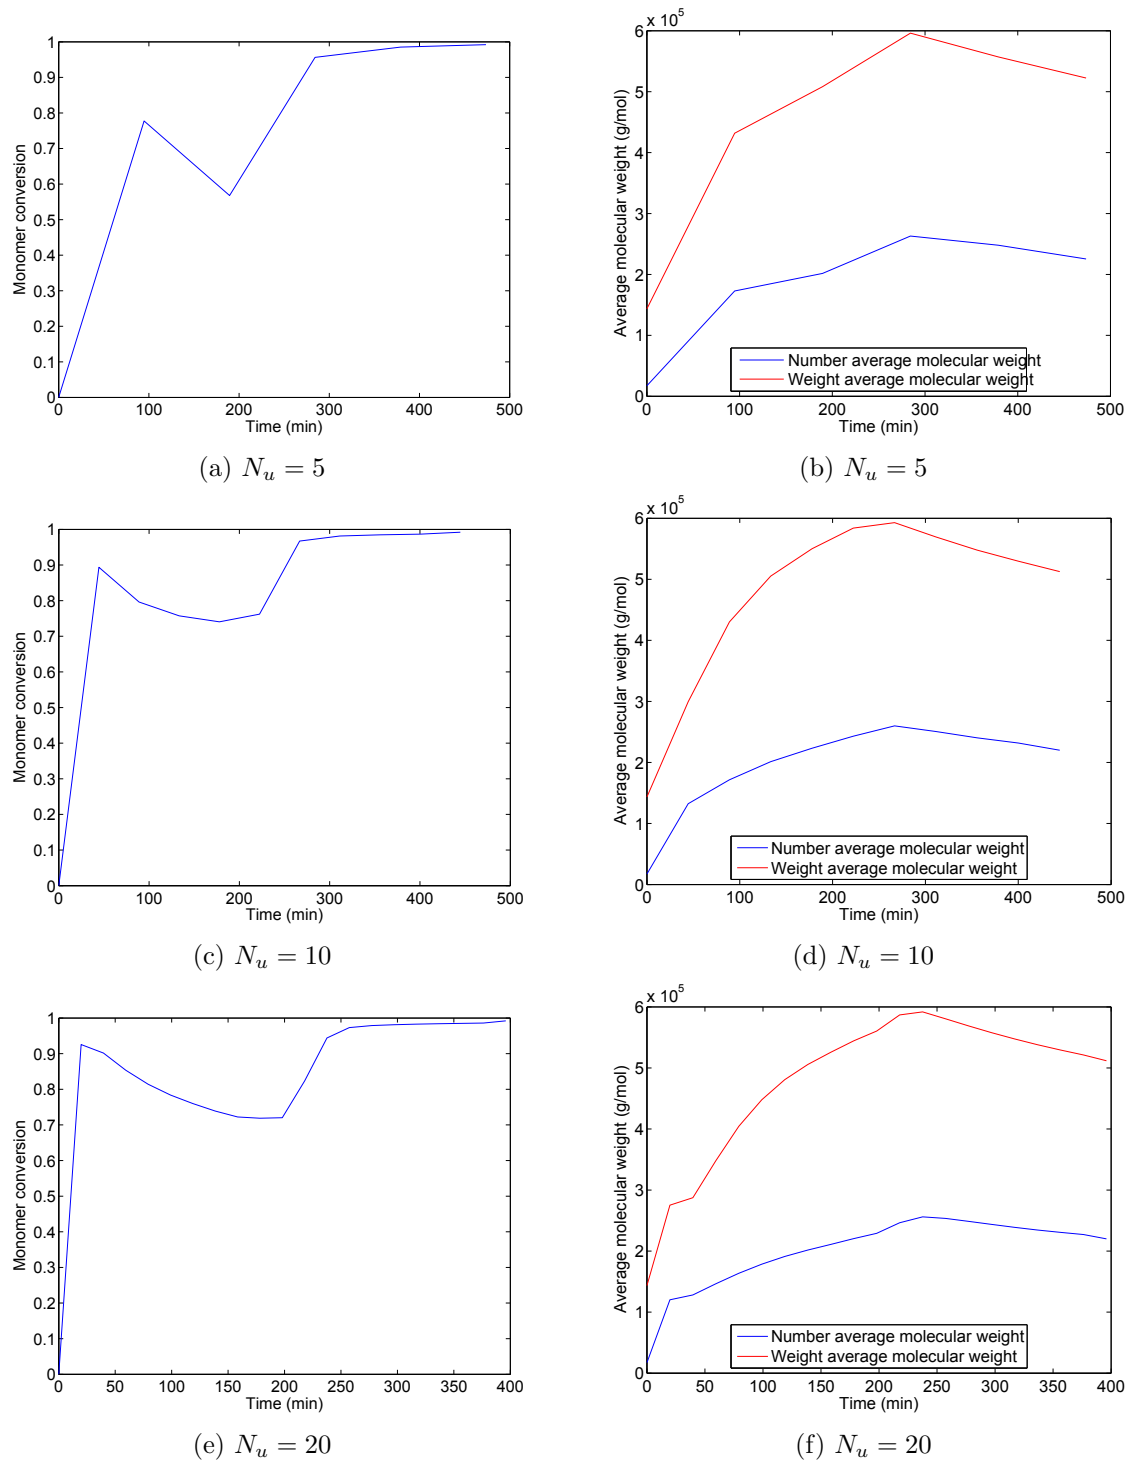 1
0.9
0.8
0.7
0.6
0.5
0.4
0.3
0.2
0.1
0
Monomer conversion
0 100 200 300 400 500
Time (min)
(a) N_u = 5
x 10^5
6
5
4
3
2
1
0
Average molecular weight (g/mol)
Number average molecular weight
Weight average molecular weight
0 100 200 300 400 500
Time (min)
(b) N_u = 5
1
0.9
0.8
0.7
0.6
0.5
0.4
0.3
0.2
0.1
0
Monomer conversion
0 100 200 300 400 500
Time (min)
(c) N_u = 10
x 10^5
6
5
4
3
2
1
0
Average molecular weight (g/mol)
Number average molecular weight
Weight average molecular weight
0 100 200 300 400 500
Time (min)
(d) N_u = 10
1
0.9
0.8
0.7
0.6
0.5
0.4
0.3
0.2
0.1
0
Monomer conversion
0 50 100 150 200 250 300 350 400
Time (min)
(e) N_u = 20
x 10^5
6
5
4
3
2
1
0
Average molecular weight (g/mol)
Number average molecular weight
Weight average molecular weight
0 50 100 150 200 250 300 350 400
Time (min)
(f) N_u = 20